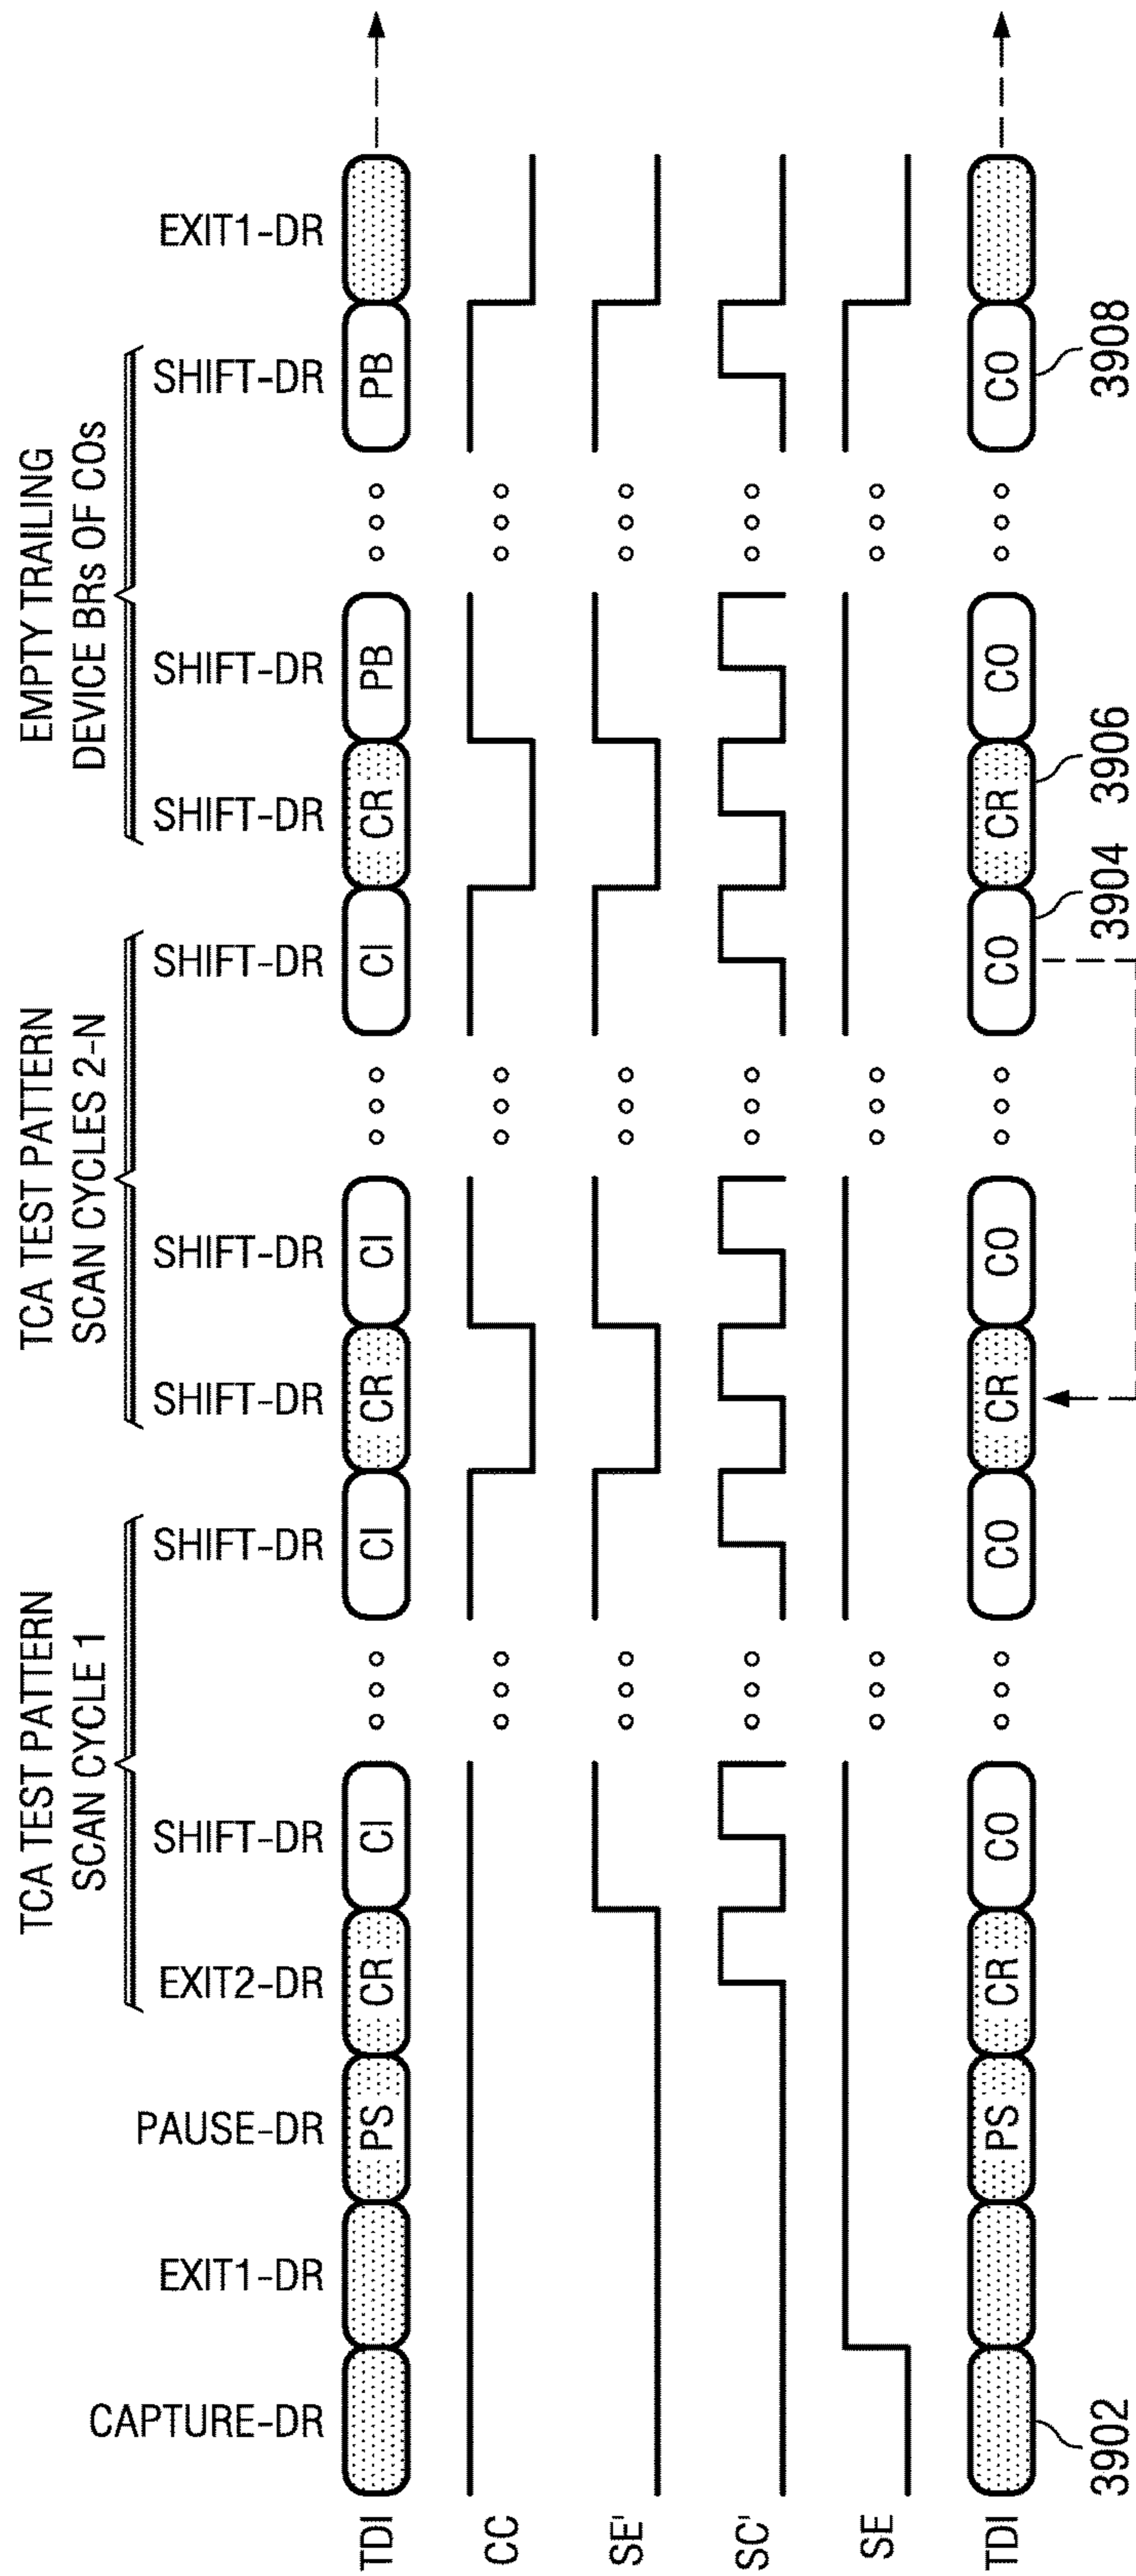 TCA TEST PATTERN
SCAN CYCLE 1
TCA TEST PATTERN
SCAN CYCLES 2-N
EMPTY TRAILING
DEVICE BRs OF COs
CAPTURE-DR
EXIT1-DR
PAUSE-DR
EXIT2-DR
SHIFT-DR
SHIFT-DR
SHIFT-DR
SHIFT-DR
SHIFT-DR
SHIFT-DR
SHIFT-DR
SHIFT-DR
EXIT1-DR
TDI PS CR CI CI CR CI CI CR PB PB
CC
SE'
SC'
SE
TDI PS CR CO CO CR CO CO CR CO CO
3902
3904
3906
3908